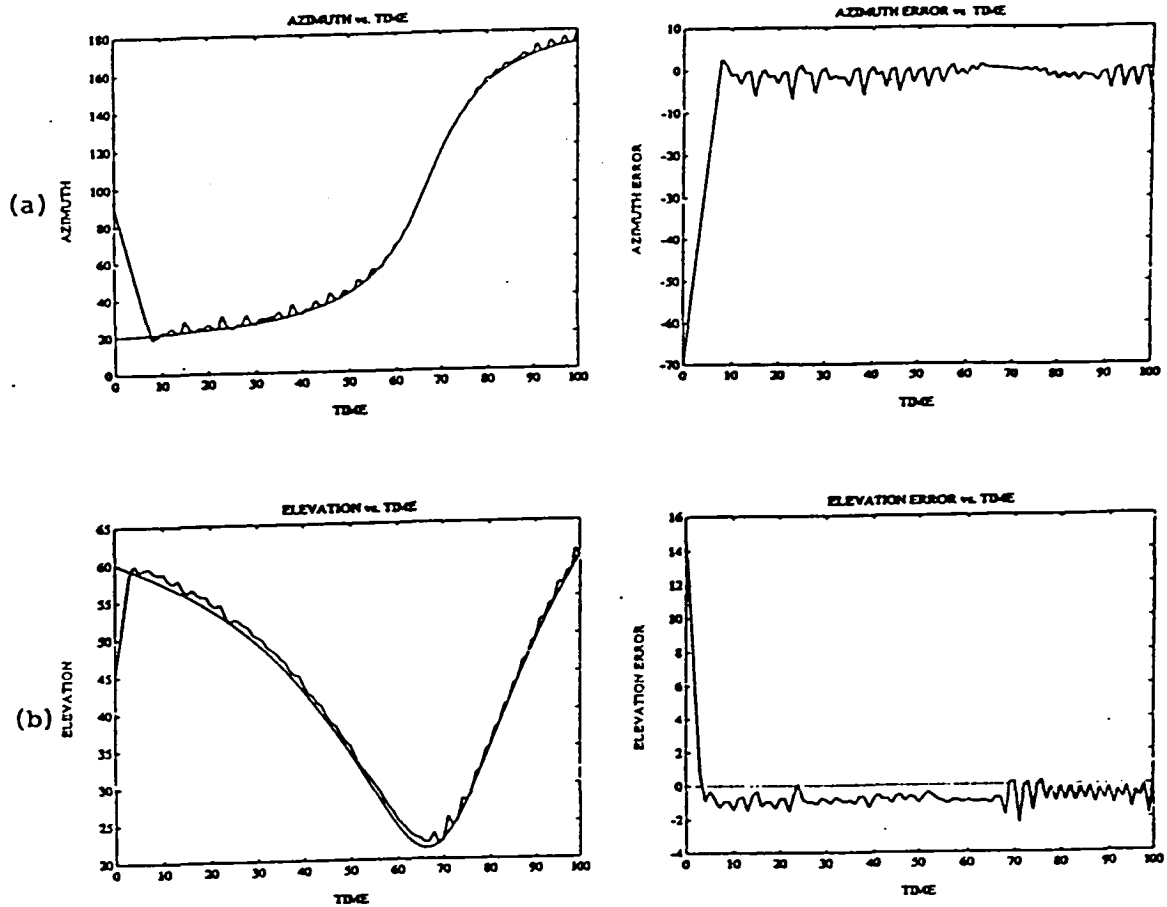 AZIMUTH vs. TIME
180
160
140
120
100
80
60
40
20
0
AZIMUTH
0 10 20 30 40 50 60 70 80 90 100
TIME
(a)
AZIMUTH ERROR vs TIME
10
0
-10
-20
-30
-40
-50
-60
-70
AZIMUTH ERROR
0 10 20 30 40 50 60 70 80 90 100
TIME
ELEVATION vs. TIME
65
60
55
50
45
40
35
30
25
20
ELEVATION
0 10 20 30 40 50 60 70 80 90 100
TIME
(b)
ELEVATION ERROR vs. TIME
16
14
12
10
8
6
4
2
0
-2
-4
ELEVATION ERROR
0 10 20 30 40 50 60 70 80 90 100
TIME